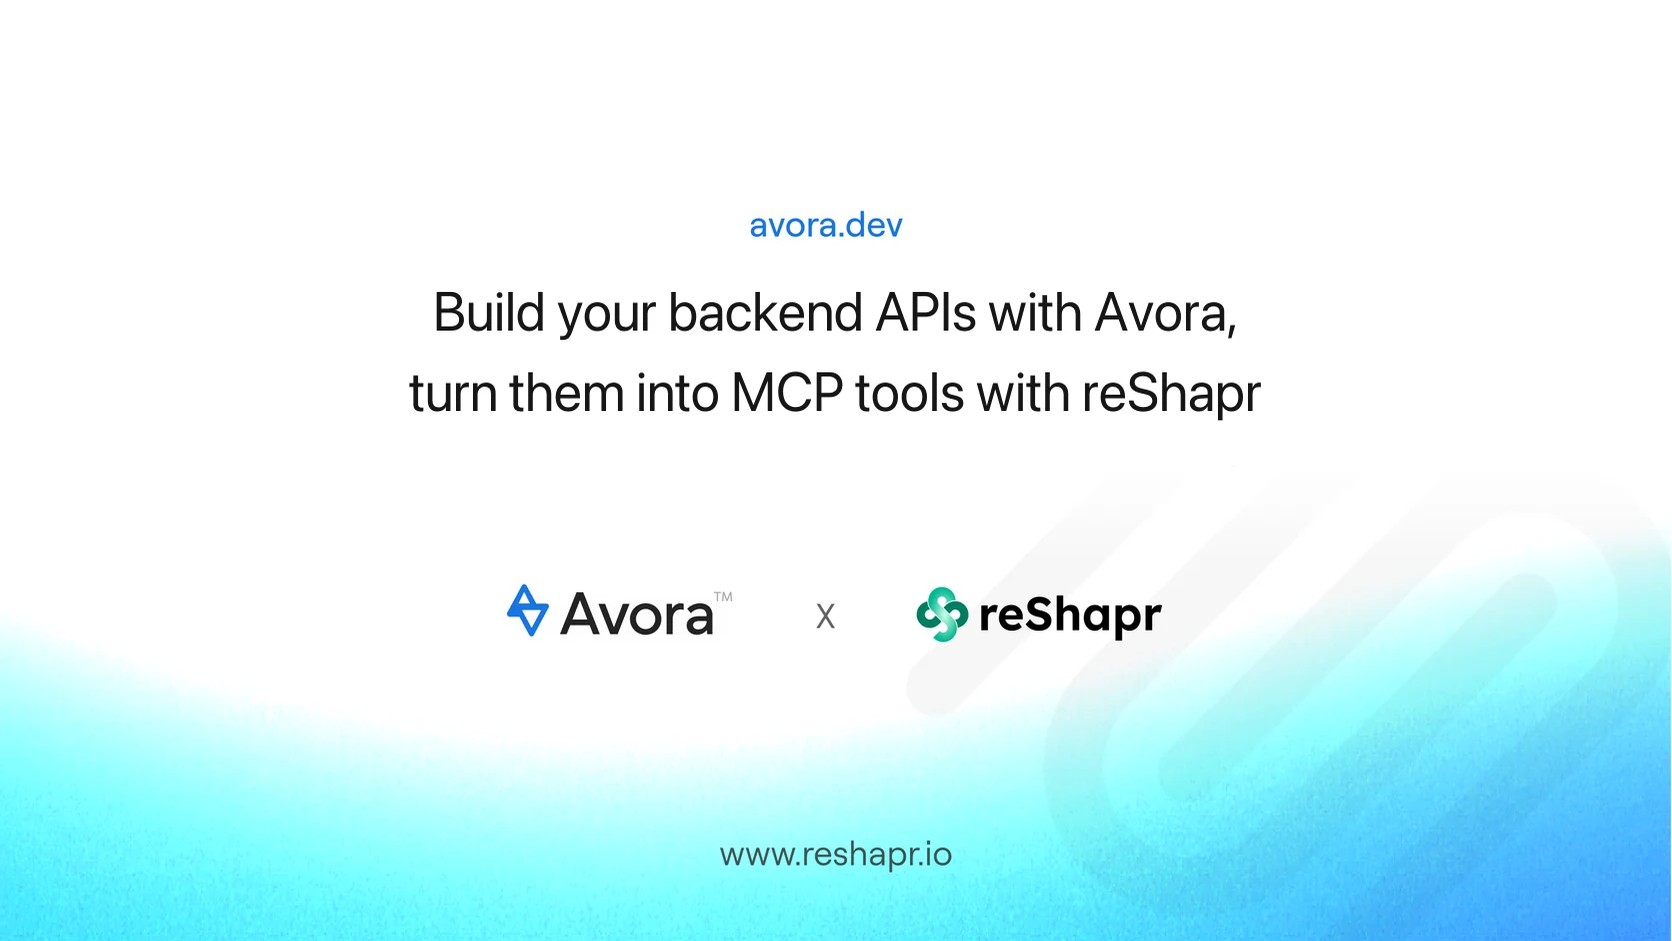 avora.dev
Build your backend APIs with Avora,
turn them into MCP tools with reShapr
Avora™ X reShapr
www.reshapr.io